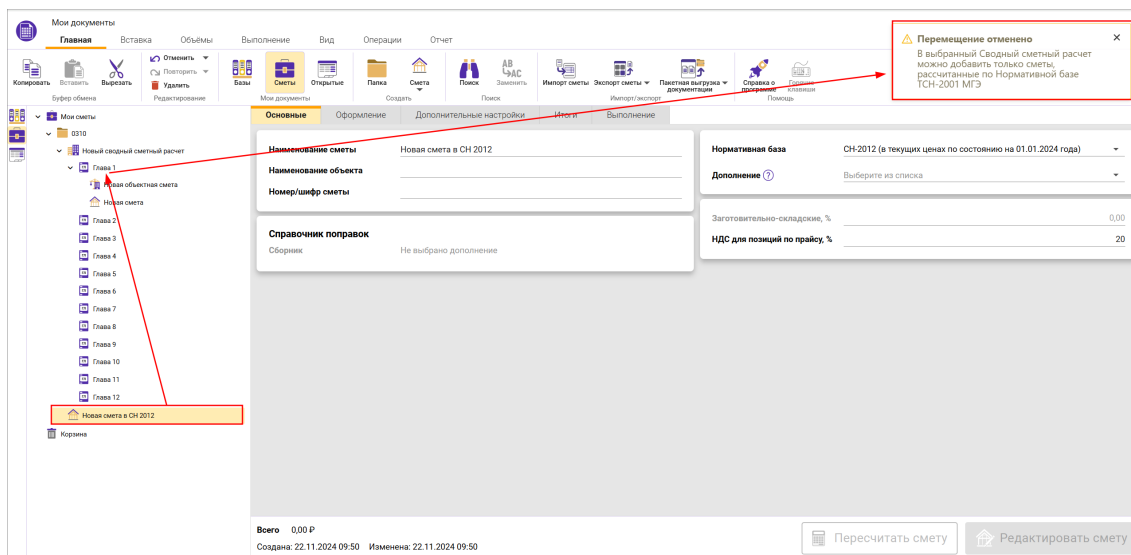 Мои документы
Главная Вставка Объёмы Выполнение Вид Операции Отчет
Копировать Вставить Вырезать
Отменить
Повторить
Удалить
Базы Сметы Открытые Папка Смета Поиск Заменить
Импорт сметы Экспорт сметы Пакетная выгрузка документации Справка о программе Горячие клавиши
Буфер обмена Редактирование Мои документы Создать Поиск Импорт/экспорт Помощь
Перемещение отменено
В выбранный Сводный сметный расчет
можно добавить только сметы,
рассчитанные по Нормативной базе
ТСН-2001 МГЭ
Мои сметы
0310
Новый сводный сметный расчет
Глава 1
Новая объектная смета
Новая смета
Глава 2
Глава 3
Глава 4
Глава 5
Глава 6
Глава 7
Глава 8
Глава 9
Глава 10
Глава 11
Глава 12
Новая смета в СН 2012
Корзина
Основные Оформление Дополнительные настройки Итоги Выполнение
Наименование сметы Новая смета в СН 2012
Наименование объекта
Номер/шифр сметы
Справочник поправок
Сборник Не выбрано дополнение
Нормативная база СН-2012 (в текущих ценах по состоянию на 01.01.2024 года)
Дополнение ? Выберите из списка
Заготовительно-складские, % 0,00
НДС для позиций по прайсу, % 20
Всего 0,00 ₽
Создана: 22.11.2024 09:50 Изменена: 22.11.2024 09:50
Пересчитать смету Редактировать смету